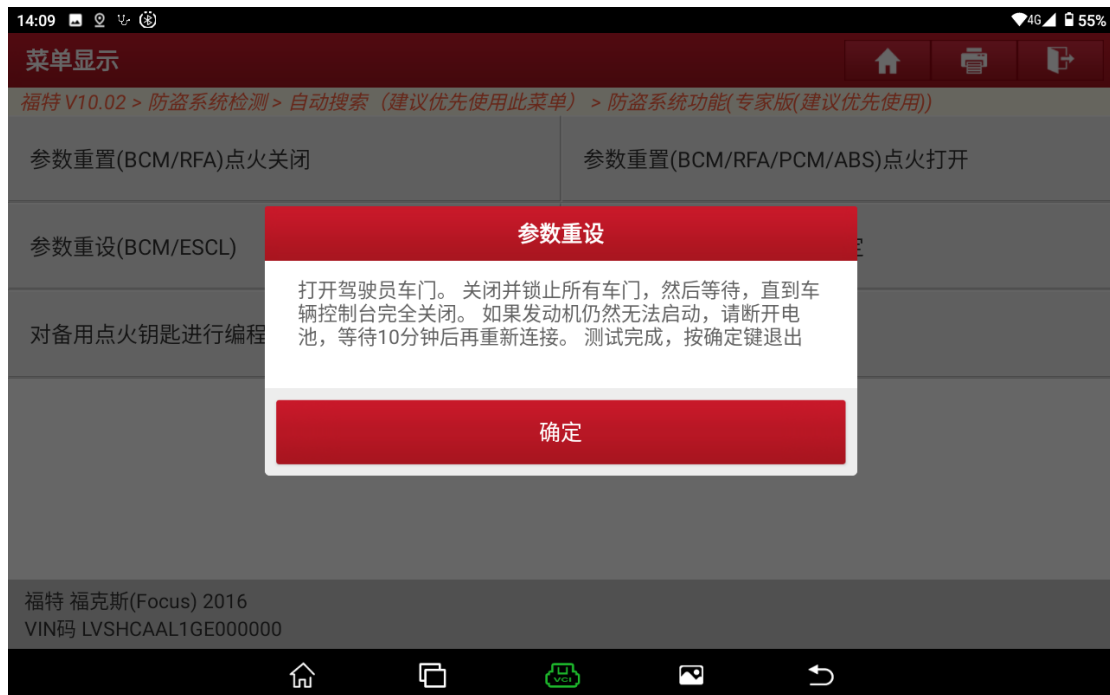 14:09
4G 55%
菜单显示
福特 V10.02 > 防盗系统检测 > 自动搜索（建议优先使用此菜单） > 防盗系统功能(专家版(建议优先使用))
参数重置(BCM/RFA)点火关闭
参数重置(BCM/RFA/PCM/ABS)点火打开
参数重设(BCM/ESCL)
参数重设
打开驾驶员车门。 关闭并锁止所有车门，然后等待，直到车
辆控制台完全关闭。 如果发动机仍然无法启动，请断开电
池，等待10分钟后再重新连接。 测试完成，按确定键退出
对备用点火钥匙进行编程
确定
福特 福克斯(Focus) 2016
VIN码 LVSHCAAL1GE000000
VCI